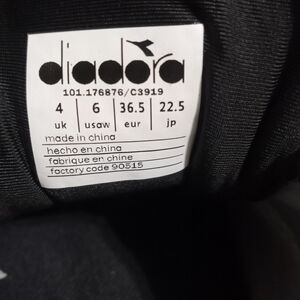 diadora
101.176876/C3919
4 6 36.5 22.5
uk usaw eur jp
made in china
hecho en china
fabrique en chine
factory code 90515